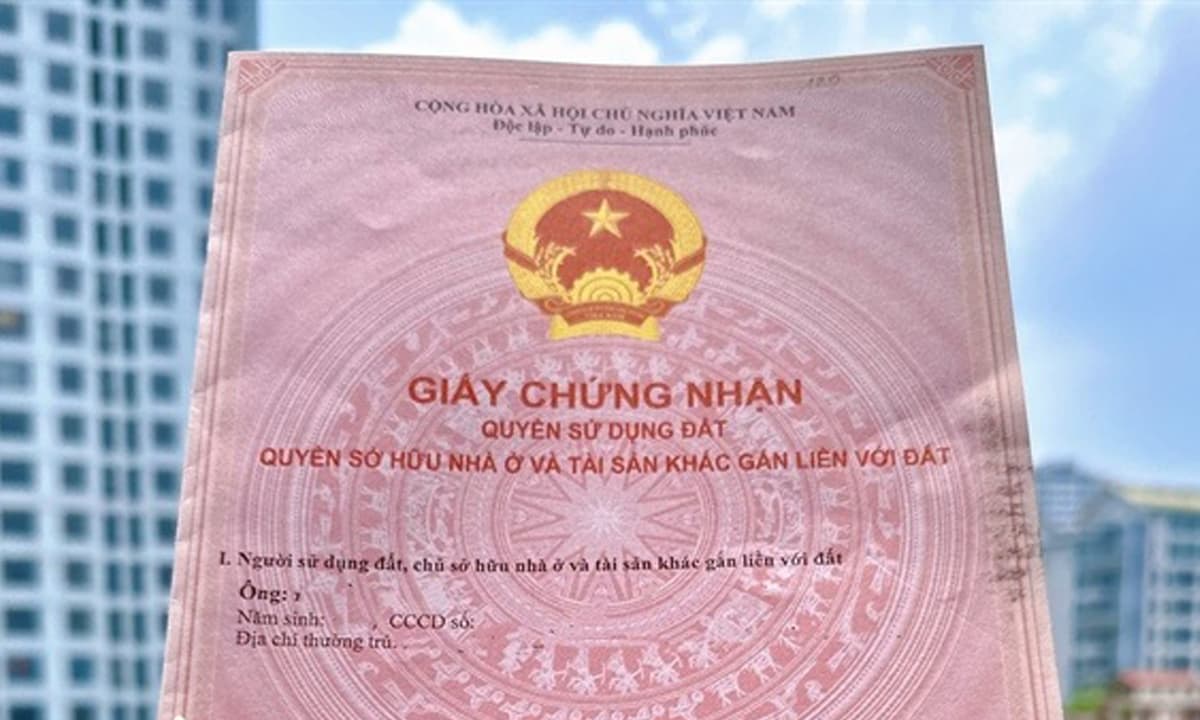 CỘNG HÒA XÃ HỘI CHỦ NGHĨA VIỆT NAM
Độc lập - Tự do - Hạnh phúc
GIẤY CHỨNG NHẬN
QUYỀN SỬ DỤNG ĐẤT
QUYỀN SỞ HỮU NHÀ Ở VÀ TÀI SẢN KHÁC GẮN LIỀN VỚI ĐẤT
I. Người sử dụng đất, chủ sở hữu nhà ở và tài sản khác gắn liền với đất
Ông:
Năm sinh: , CCCD số:
Địa chỉ thường trú.